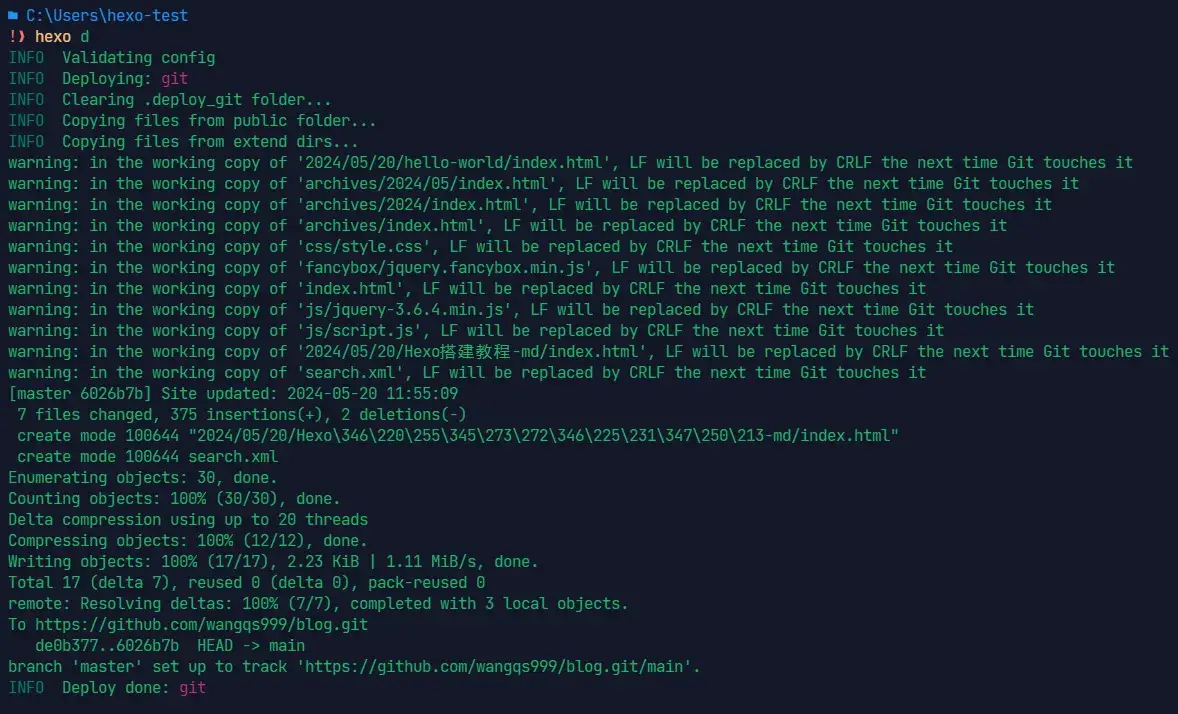 C:\Users\hexo-test
!❯ hexo d
INFO  Validating config
INFO  Deploying: git
INFO  Clearing .deploy_git folder...
INFO  Copying files from public folder...
INFO  Copying files from extend dirs...
warning: in the working copy of '2024/05/20/hello-world/index.html', LF will be replaced by CRLF the next time Git touches it
warning: in the working copy of 'archives/2024/05/index.html', LF will be replaced by CRLF the next time Git touches it
warning: in the working copy of 'archives/2024/index.html', LF will be replaced by CRLF the next time Git touches it
warning: in the working copy of 'archives/index.html', LF will be replaced by CRLF the next time Git touches it
warning: in the working copy of 'css/style.css', LF will be replaced by CRLF the next time Git touches it
warning: in the working copy of 'fancybox/jquery.fancybox.min.js', LF will be replaced by CRLF the next time Git touches it
warning: in the working copy of 'index.html', LF will be replaced by CRLF the next time Git touches it
warning: in the working copy of 'js/jquery-3.6.4.min.js', LF will be replaced by CRLF the next time Git touches it
warning: in the working copy of 'js/script.js', LF will be replaced by CRLF the next time Git touches it
warning: in the working copy of '2024/05/20/Hexo搭建教程-md/index.html', LF will be replaced by CRLF the next time Git touches it
warning: in the working copy of 'search.xml', LF will be replaced by CRLF the next time Git touches it
[master 6026b7b] Site updated: 2024-05-20 11:55:09
 7 files changed, 375 insertions(+), 2 deletions(-)
 create mode 100644 "2024/05/20/Hexo\346\220\255\345\273\272\346\225\231\347\250\213-md/index.html"
 create mode 100644 search.xml
Enumerating objects: 30, done.
Counting objects: 100% (30/30), done.
Delta compression using up to 20 threads
Compressing objects: 100% (12/12), done.
Writing objects: 100% (17/17), 2.23 KiB | 1.11 MiB/s, done.
Total 17 (delta 7), reused 0 (delta 0), pack-reused 0
remote: Resolving deltas: 100% (7/7), completed with 3 local objects.
To https://github.com/wangqs999/blog.git
   de0b377..6026b7b  HEAD -> main
branch 'master' set up to track 'https://github.com/wangqs999/blog.git/main'.
INFO  Deploy done: git